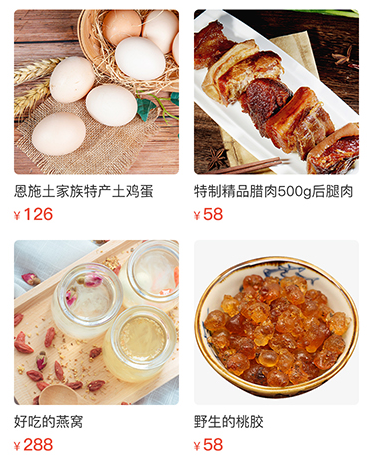 恩施土家族特产土鸡蛋
特制精品腊肉500g后腿肉
¥126
¥58
好吃的燕窝
野生的桃胶
¥288
¥58